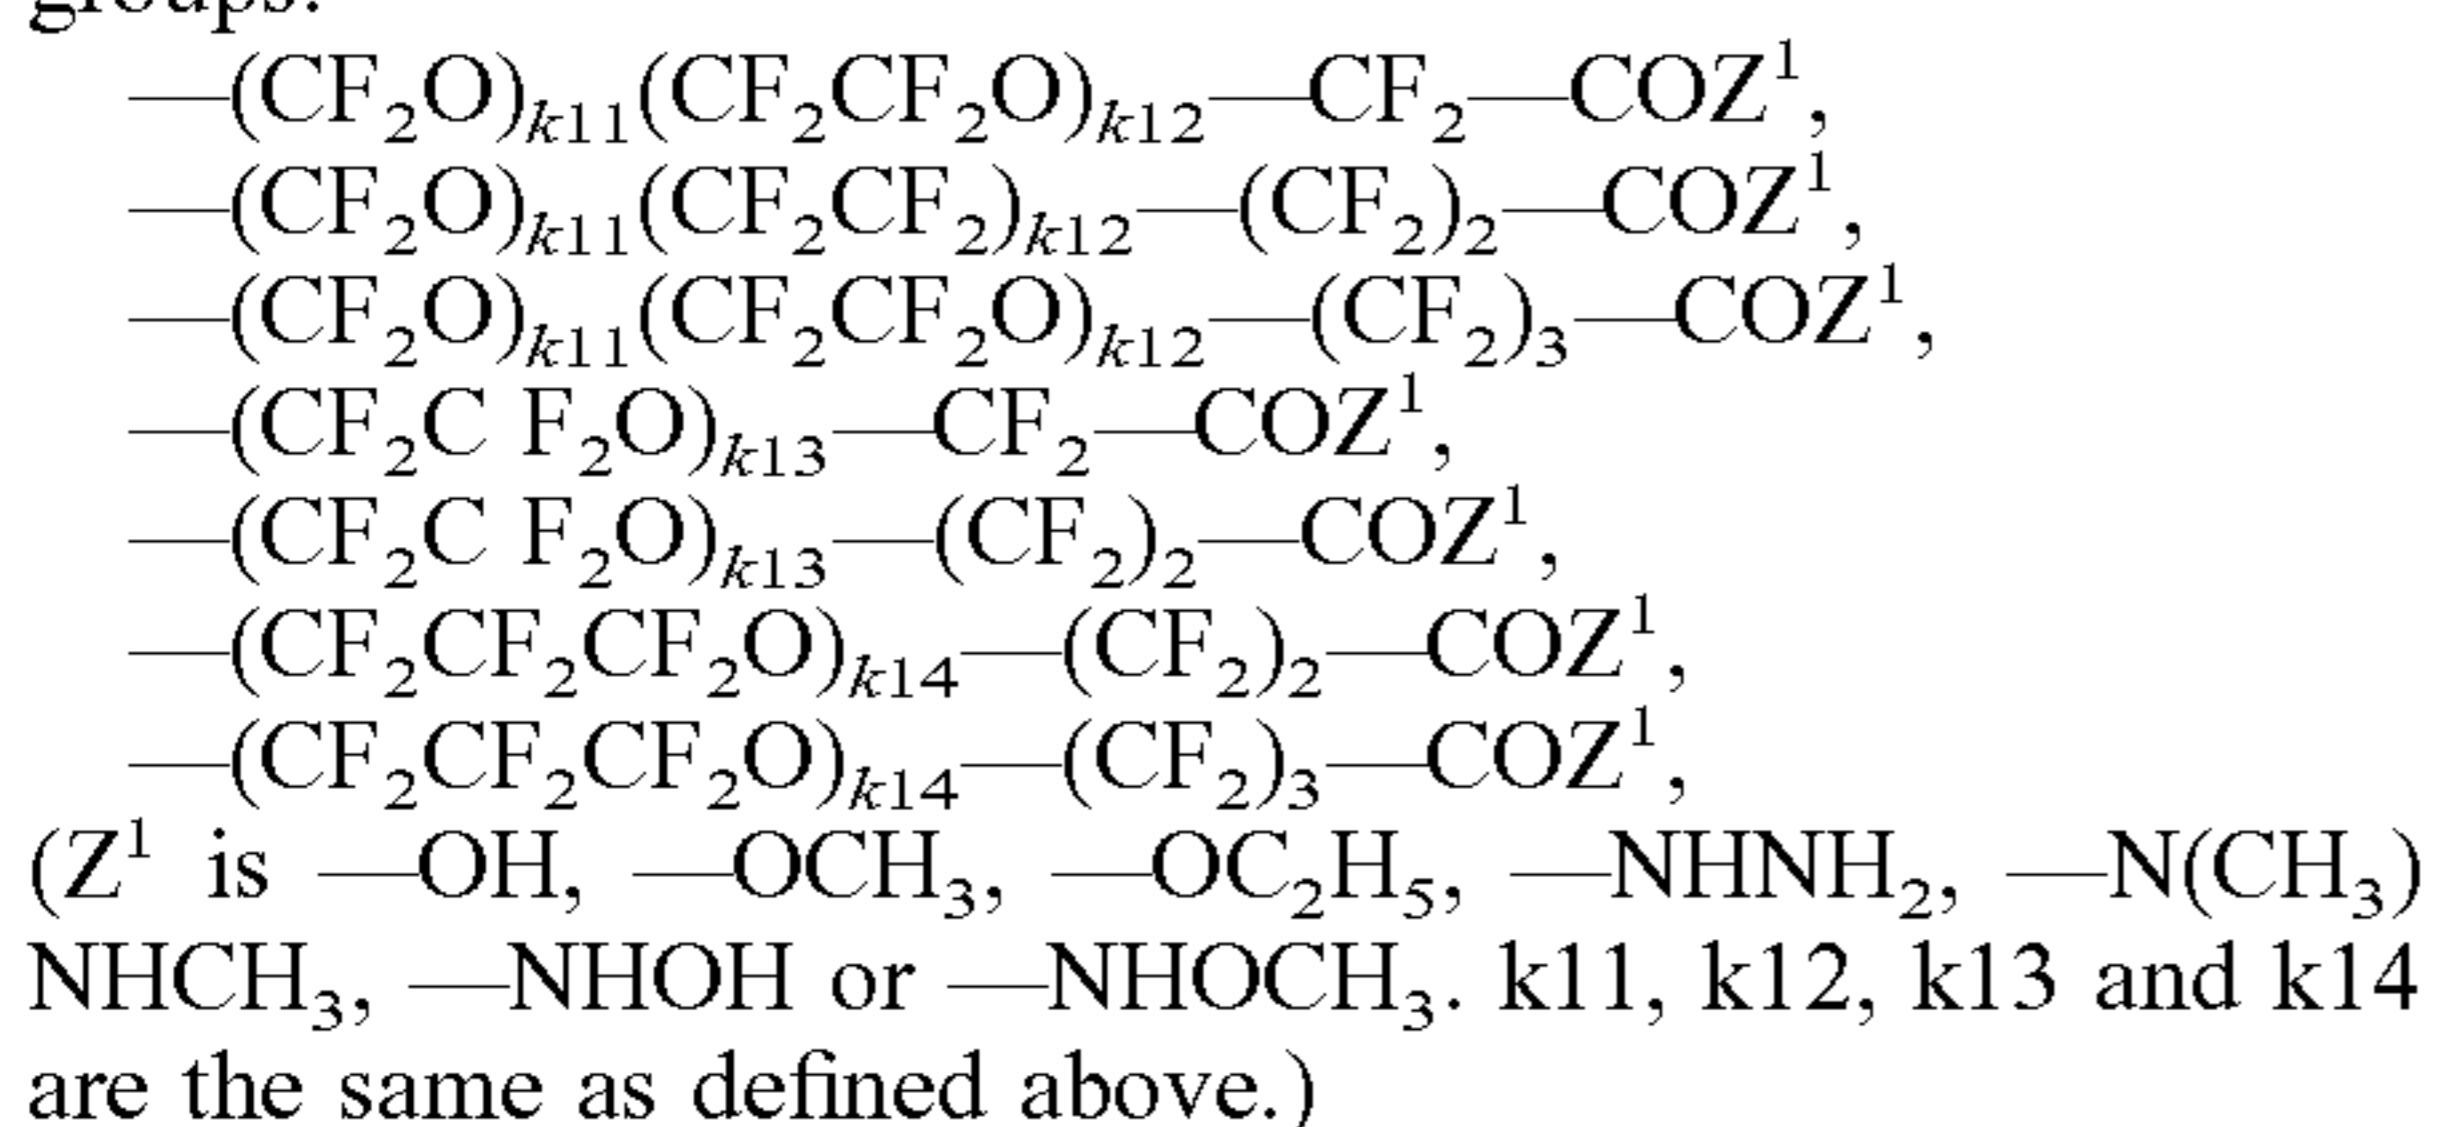 groups:
—(CF₂O)ₖ₁₁(CF₂CF₂O)ₖ₁₂—CF₂—COZ¹,
—(CF₂O)ₖ₁₁(CF₂CF₂)ₖ₁₂—(CF₂)₂—COZ¹,
—(CF₂O)ₖ₁₁(CF₂CF₂O)ₖ₁₂—(CF₂)₃—COZ¹,
—(CF₂C F₂O)ₖ₁₃—CF₂—COZ¹,
—(CF₂C F₂O)ₖ₁₃—(CF₂)₂—COZ¹,
—(CF₂CF₂CF₂O)ₖ₁₄—(CF₂)₂—COZ¹,
—(CF₂CF₂CF₂O)ₖ₁₄—(CF₂)₃—COZ¹,
(Z¹ is —OH, —OCH₃, —OC₂H₅, —NHNH₂, —N(CH₃)
NHCH₃, —NHOH or —NHOCH₃. k11, k12, k13 and k14
are the same as defined above.)